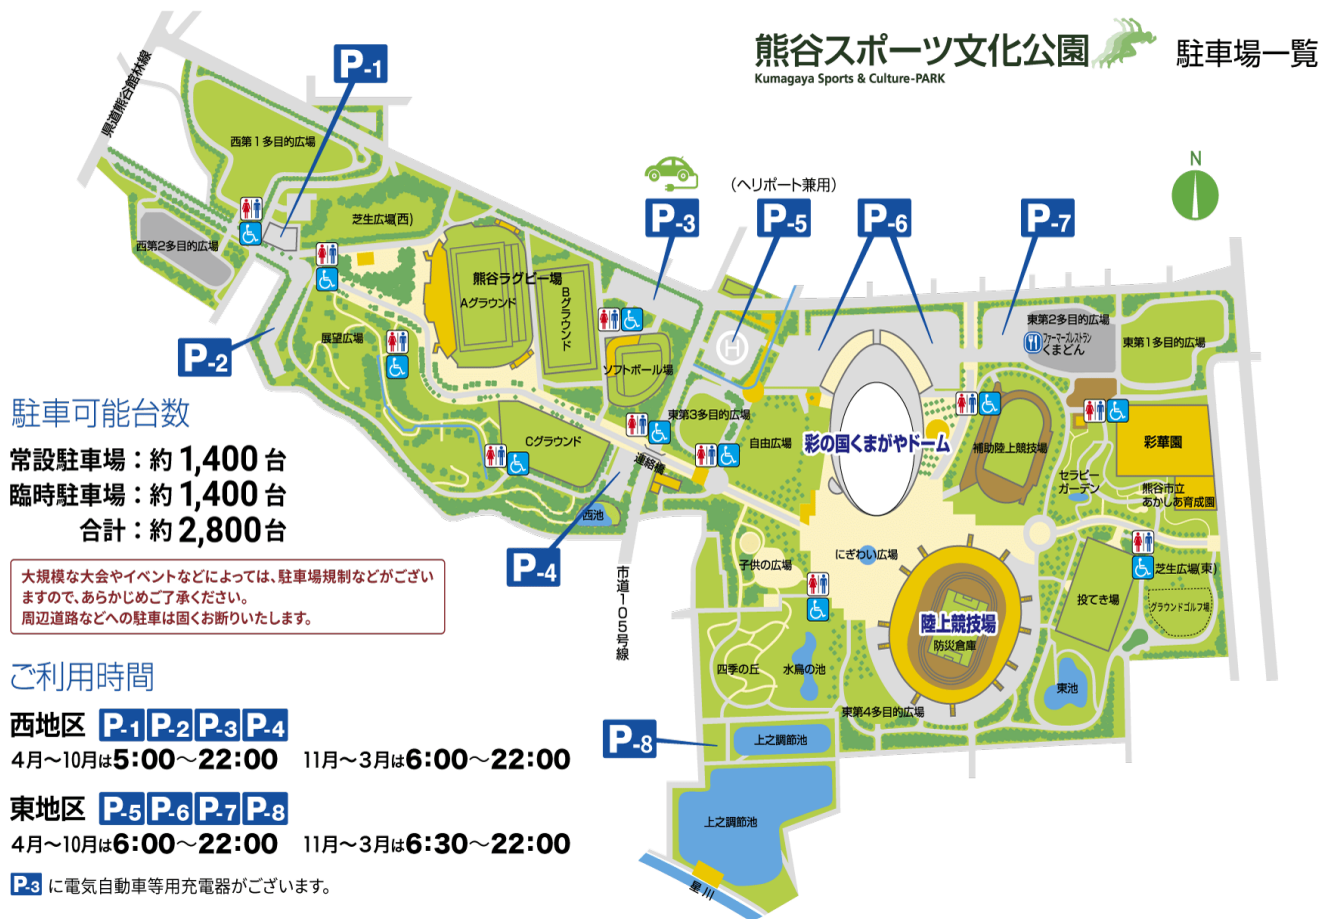 熊谷スポーツ文化公園
Kumagaya Sports & Culture-PARK
駐車場一覧
N
県道熊谷館林線
P-1
西第1多目的広場
(ヘリポート兼用)
P-3
P-5
P-6
P-7
芝生広場(西)
西第2多目的広場
熊谷ラグビー場
Aグラウンド
Bグラウンド
H
東第2多目的広場
ファーマーズレストラン
くまどん
東第1多目的広場
展望広場
P-2
ソフトボール場
東第3多目的広場
自由広場
彩の国くまがやドーム
補助陸上競技場
彩華園
Cグラウンド
連絡橋
セラピー
ガーデン
熊谷市立
あかしあ育成園
西池
P-4
にぎわい広場
子供の広場
芝生広場(東)
投てき場
グラウンドゴルフ場
市道105号線
陸上競技場
防災倉庫
四季の丘
水鳥の池
東池
東第4多目的広場
P-8
上之調節池
上之調節池
星川
駐車可能台数
常設駐車場：約1,400台
臨時駐車場：約1,400台
合計：約2,800台
大規模な大会やイベントなどによっては、駐車場規制などがござい
ますので、あらかじめご了承ください。
周辺道路などへの駐車は固くお断りいたします。
ご利用時間
西地区 P-1 P-2 P-3 P-4
4月〜10月は5:00〜22:00 11月〜3月は6:00〜22:00
東地区 P-5 P-6 P-7 P-8
4月〜10月は6:00〜22:00 11月〜3月は6:30〜22:00
P-3 に電気自動車等用充電器がございます。